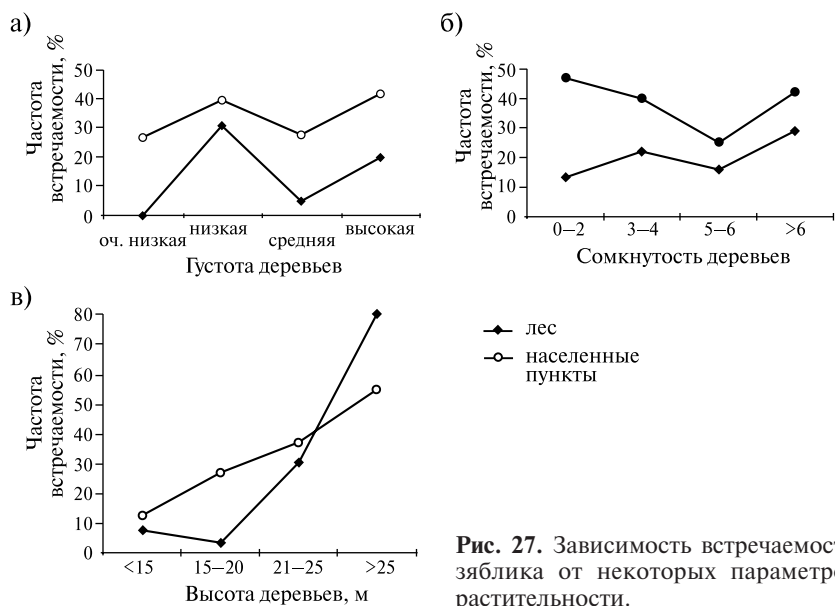 а)
Частота
встречаемости, %
50
40
30
20
10
0
оч. низкая
низкая
средняя
высокая
Густота деревьев
б)
Частота
встречаемости, %
50
40
30
20
10
0
0–2
3–4
5–6
>6
Сомкнутость деревьев
в)
Частота
встречаемости, %
80
70
60
50
40
30
20
10
0
<15
15–20
21–25
>25
Высота деревьев, м
лес
населенные
пункты
Рис. 27. Зависимость встречаемост
зяблика от некоторых параметро
растительности.